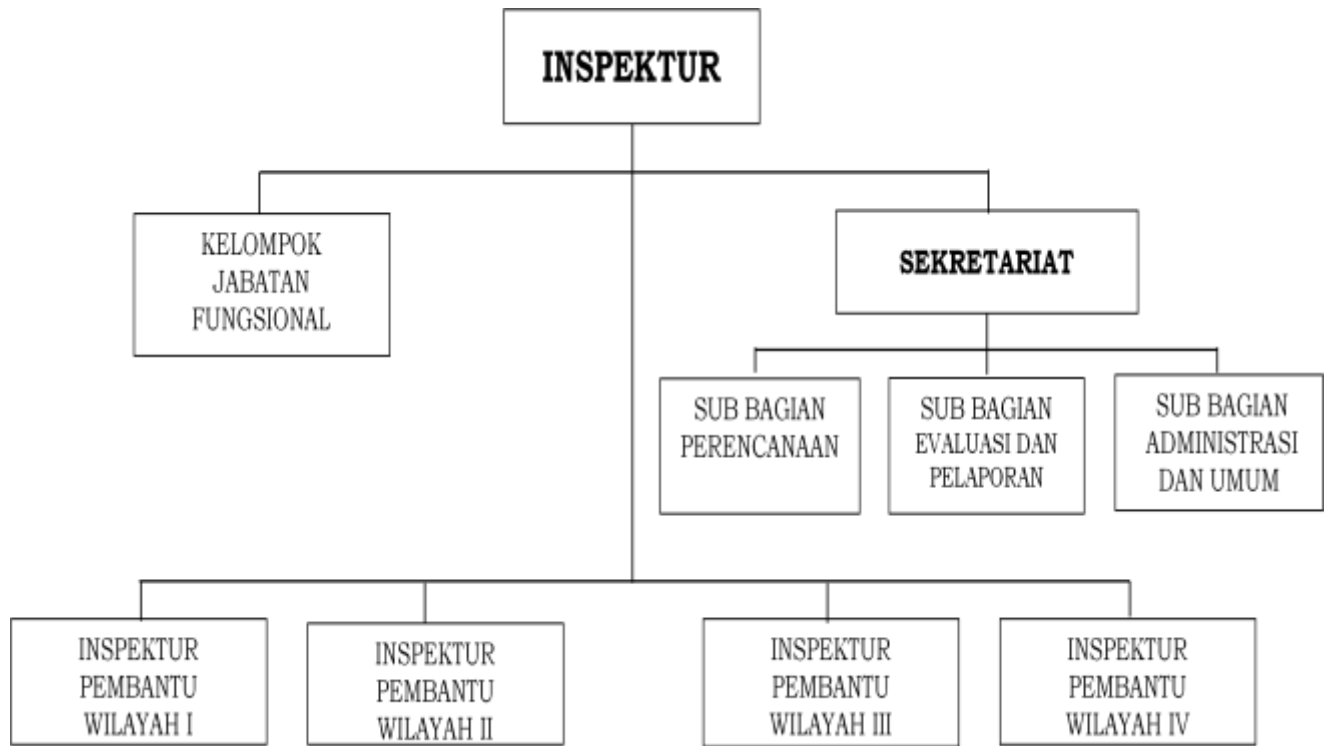 INSPEKTUR
KELOMPOK
JABATAN
FUNGSIONAL
SEKRETARIAT
SUB BAGIAN
PERENCANAAN
SUB BAGIAN
EVALUASI DAN
PELAPORAN
SUB BAGIAN
ADMINISTRASI
DAN UMUM
INSPEKTUR
PEMBANTU
WILAYAH I
INSPEKTUR
PEMBANTU
WILAYAH II
INSPEKTUR
PEMBANTU
WILAYAH III
INSPEKTUR
PEMBANTU
WILAYAH IV